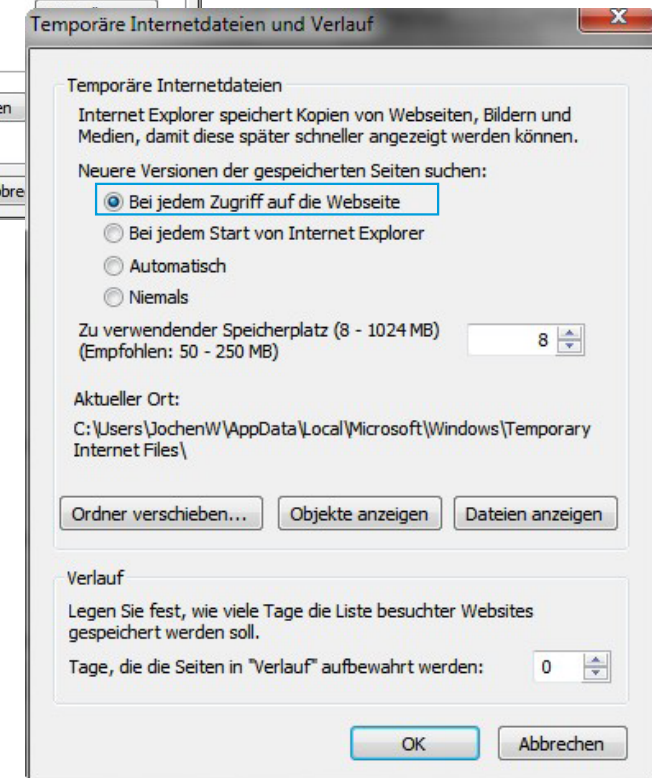 Temporäre Internetdateien und Verlauf
Temporäre Internetdateien
Internet Explorer speichert Kopien von Webseiten, Bildern und
Medien, damit diese später schneller angezeigt werden können.
Neuere Versionen der gespeicherten Seiten suchen:
Bei jedem Zugriff auf die Webseite
Bei jedem Start von Internet Explorer
Automatisch
Niemals
Zu verwendender Speicherplatz (8 - 1024 MB)
(Empfohlen: 50 - 250 MB)
8
Aktueller Ort:
C:\Users\JochenW\AppData\Local\Microsoft\Windows\Temporary
Internet Files\
Ordner verschieben... Objekte anzeigen Dateien anzeigen
Verlauf
Legen Sie fest, wie viele Tage die Liste besuchter Websites
gespeichert werden soll.
Tage, die die Seiten in "Verlauf" aufbewahrt werden: 0
OK Abbrechen